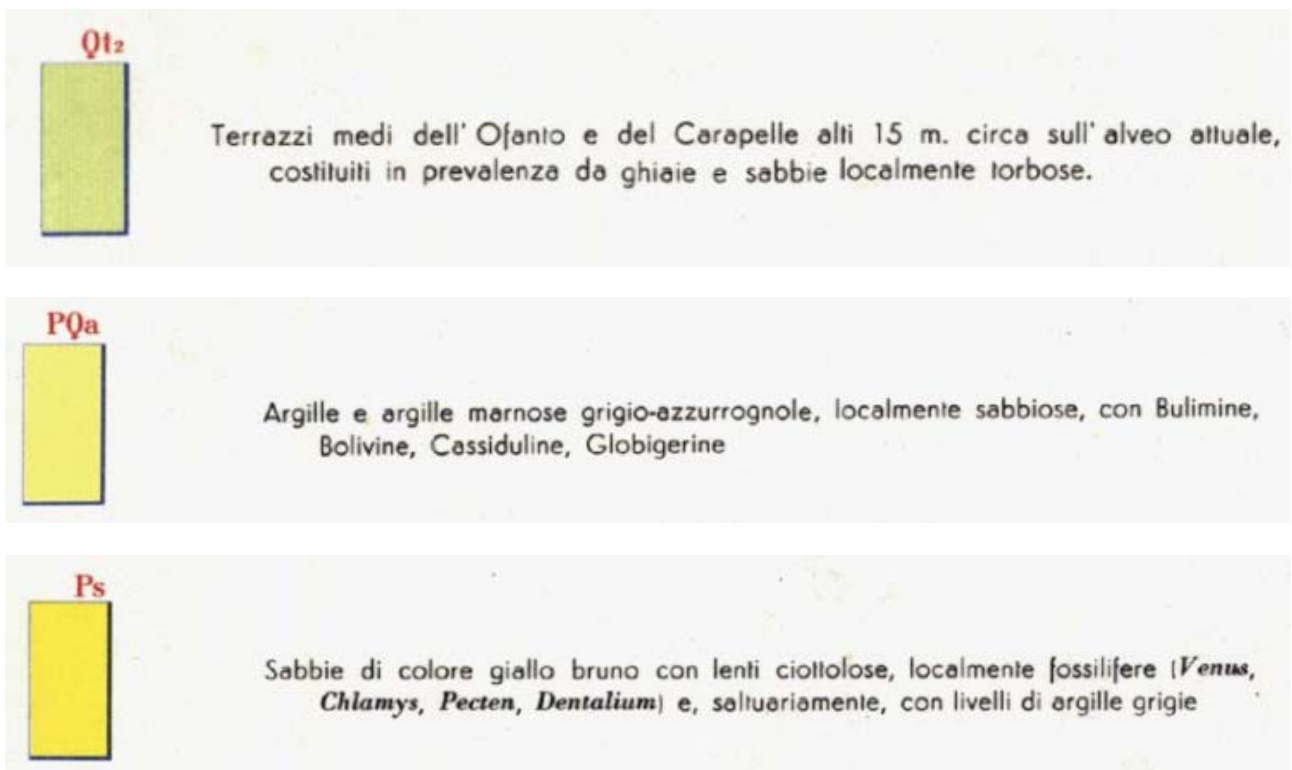 Qt₂
Terrazzi medi dell' Ofanto e del Carapelle alti 15 m. circa sull' alveo attuale,
costituiti in prevalenza da ghiaie e sabbie localmente torbose.
PQa
Argille e argille marnose grigio-azzurrognole, localmente sabbiose, con Bulimine,
Bolivine, Cassiduline, Globigerine
Ps
Sabbie di colore giallo bruno con lenti ciottolose, localmente fossilifere (Venus,
Chlamys, Pecten, Dentalium) e, saltuariamente, con livelli di argille grigie